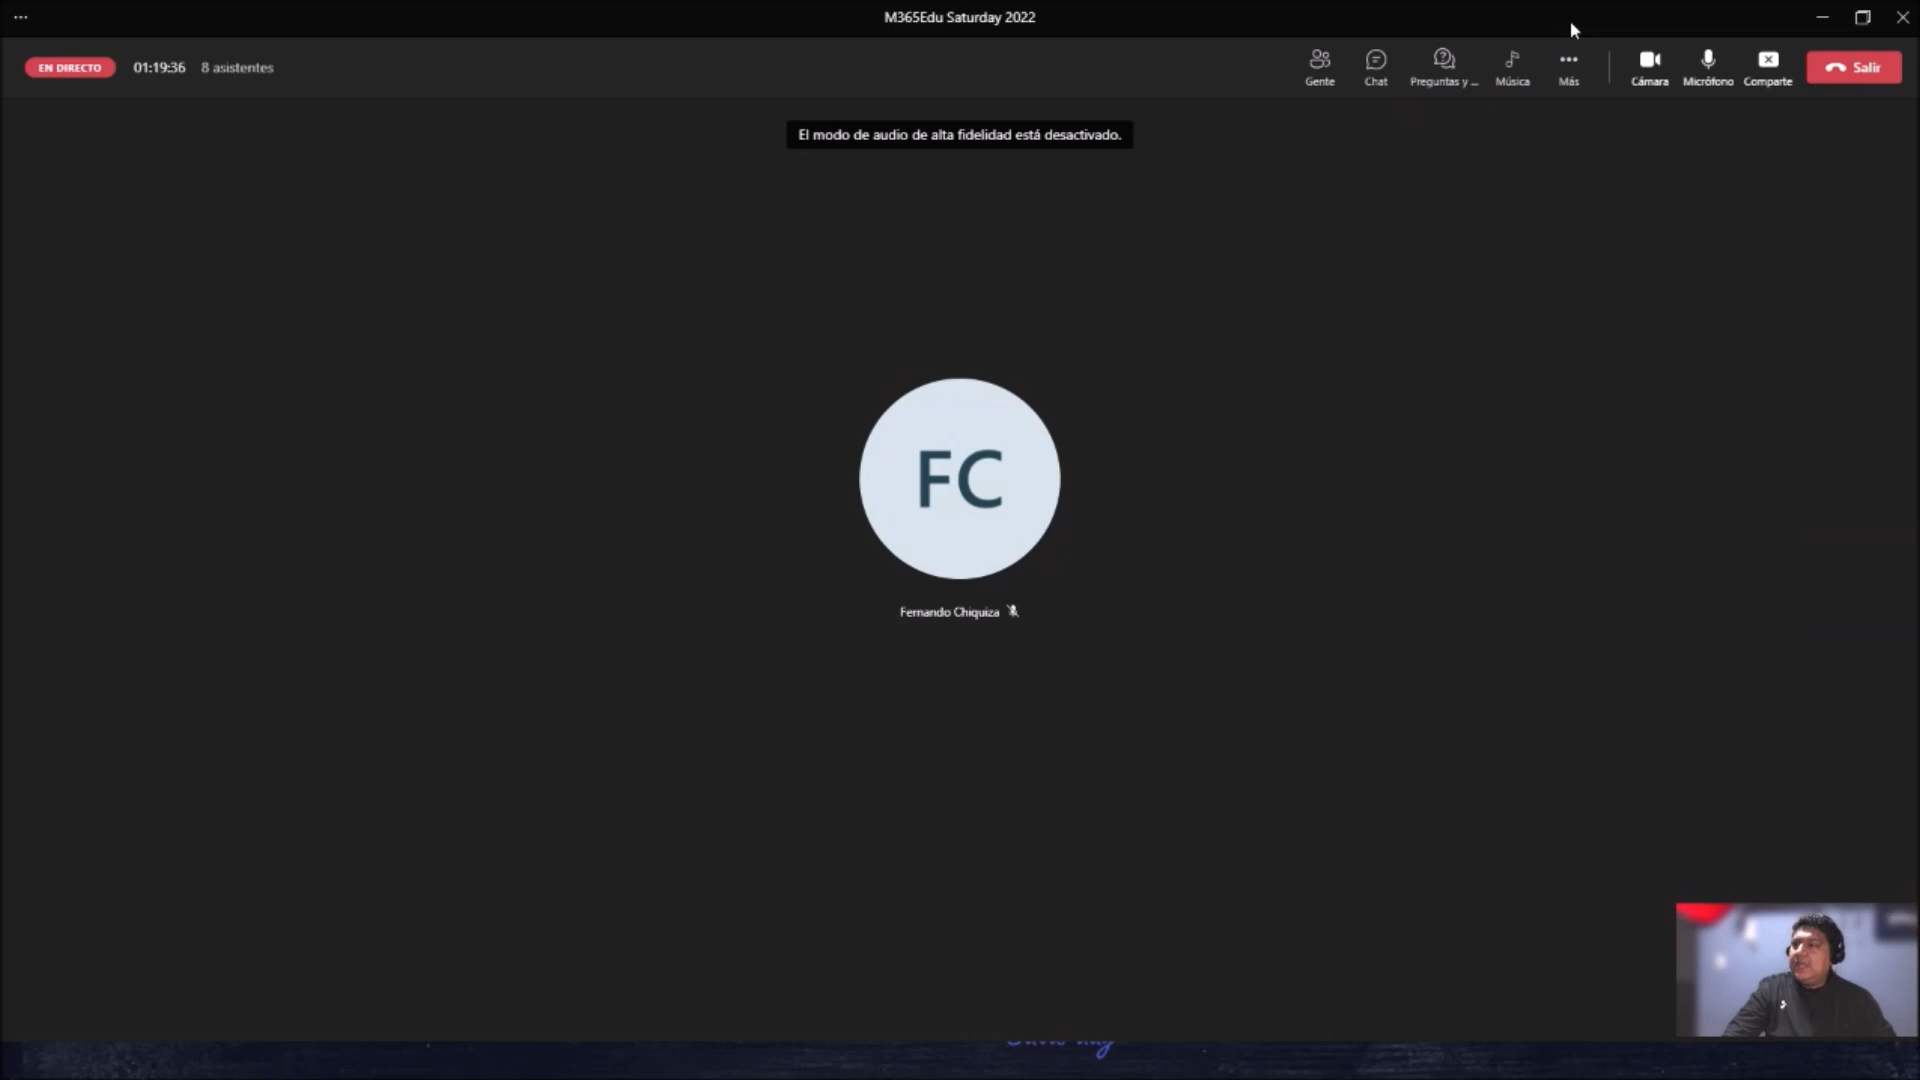 M365Edu Saturday 2022
EN DIRECTO
01:19:36
8 asistentes
Gente
Chat
Preguntas y ...
Música
Más
Cámara
Micrófono
Comparte
Salir
El modo de audio de alta fidelidad está desactivado.
FC
Fernando Chiquiza